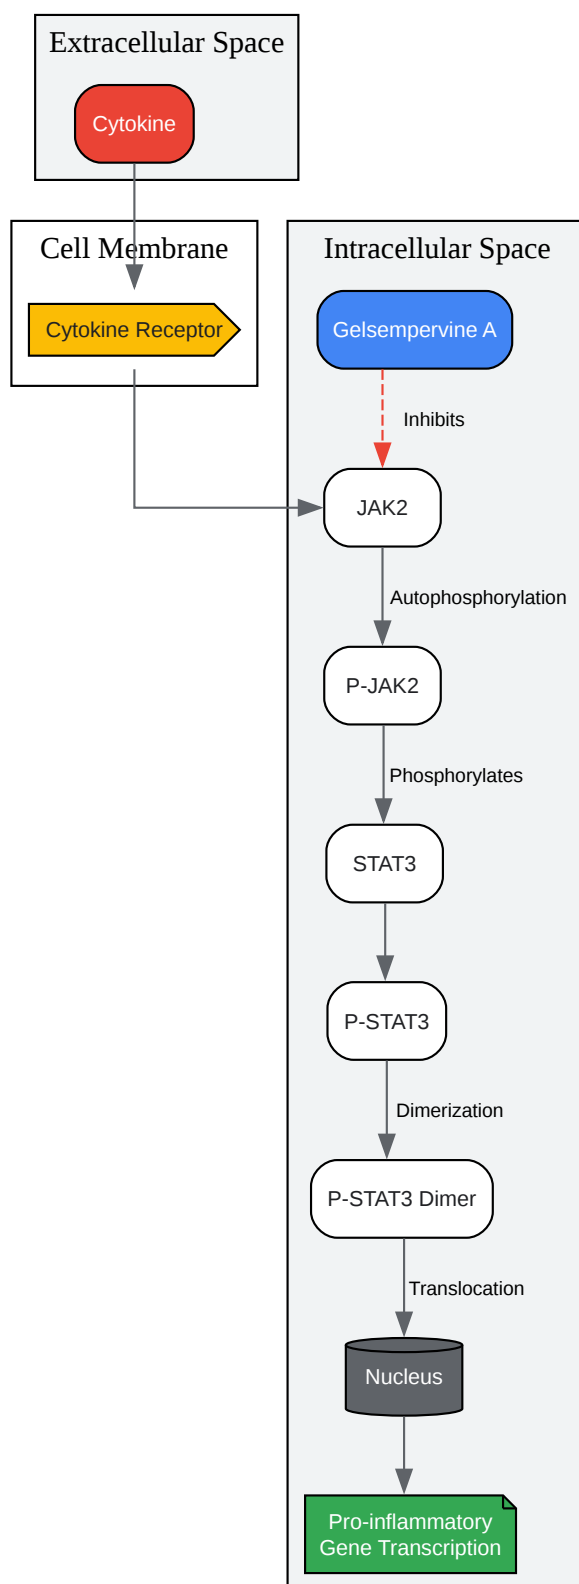 Extracellular Space
Cytokine
Cell Membrane
Cytokine Receptor
Intracellular Space
Gelsempervine A
Inhibits
JAK2
Autophosphorylation
P-JAK2
Phosphorylates
STAT3
P-STAT3
Dimerization
P-STAT3 Dimer
Translocation
Nucleus
Pro-inflammatory
Gene Transcription